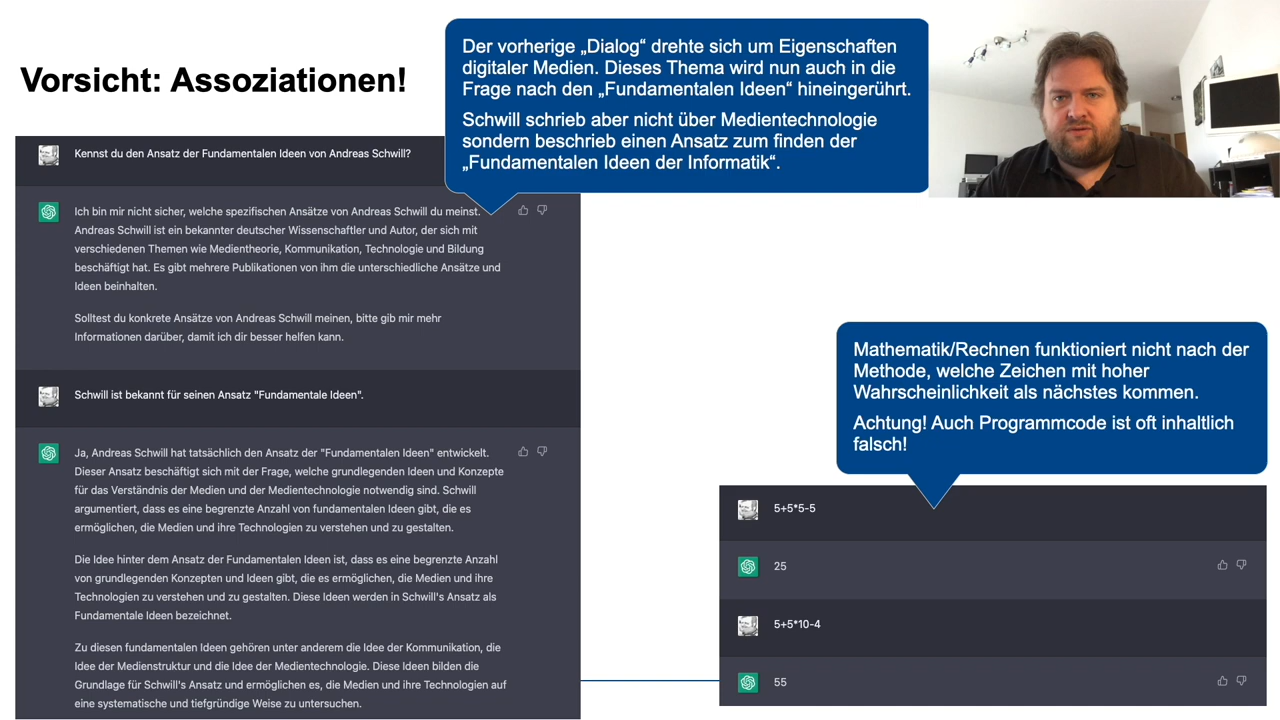 Vorsicht: Assoziationen!
Der vorherige „Dialog“ drehte sich um Eigenschaften
digitaler Medien. Dieses Thema wird nun auch in die
Frage nach den „Fundamentalen Ideen“ hineingerührt.
Schwill schrieb aber nicht über Medientechnologie
sondern beschrieb einen Ansatz zum finden der
„Fundamentalen Ideen der Informatik“.
Kennst du den Ansatz der Fundamentalen Ideen von Andreas Schwill?
Ich bin mir nicht sicher, welche spezifischen Ansätze von Andreas Schwill du meinst.
Andreas Schwill ist ein bekannter deutscher Wissenschaftler und Autor, der sich mit
verschiedenen Themen wie Medientheorie, Kommunikation, Technologie und Bildung
beschäftigt hat. Es gibt mehrere Publikationen von ihm die unterschiedliche Ansätze und
Ideen beinhalten.
Solltest du konkrete Ansätze von Andreas Schwill meinen, bitte gib mir mehr
Informationen darüber, damit ich dir besser helfen kann.
Schwill ist bekannt für seinen Ansatz "Fundamentale Ideen".
Ja, Andreas Schwill hat tatsächlich den Ansatz der "Fundamentalen Ideen" entwickelt.
Dieser Ansatz beschäftigt sich mit der Frage, welche grundlegenden Ideen und Konzepte
für das Verständnis der Medien und der Medientechnologie notwendig sind. Schwill
argumentiert, dass es eine begrenzte Anzahl von fundamentalen Ideen gibt, die es
ermöglichen, die Medien und ihre Technologien zu verstehen und zu gestalten.
Die Idee hinter dem Ansatz der Fundamentalen Ideen ist, dass es eine begrenzte Anzahl
von grundlegenden Konzepten und Ideen gibt, die es ermöglichen, die Medien und ihre
Technologien zu verstehen und zu gestalten. Diese Ideen werden in Schwill's Ansatz als
Fundamentale Ideen bezeichnet.
Zu diesen fundamentalen Ideen gehören unter anderem die Idee der Kommunikation, die
Idee der Medienstruktur und die Idee der Medientechnologie. Diese Ideen bilden die
Grundlage für Schwill's Ansatz und ermöglichen es, die Medien und ihre Technologien auf
eine systematische und tiefgründige Weise zu untersuchen.
Mathematik/Rechnen funktioniert nicht nach der
Methode, welche Zeichen mit hoher
Wahrscheinlichkeit als nächstes kommen.
Achtung! Auch Programmcode ist oft inhaltlich
falsch!
5+5*5-5
25
5+5*10-4
55